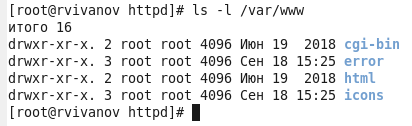 [root@rvivanov httpd]# ls -l /var/www
итого 16
drwxr-xr-x. 2 root root 4096 Июн 19  2018 cgi-bin
drwxr-xr-x. 3 root root 4096 Сен 18 15:25 error
drwxr-xr-x. 2 root root 4096 Июн 19  2018 html
drwxr-xr-x. 3 root root 4096 Сен 18 15:25 icons
[root@rvivanov httpd]#